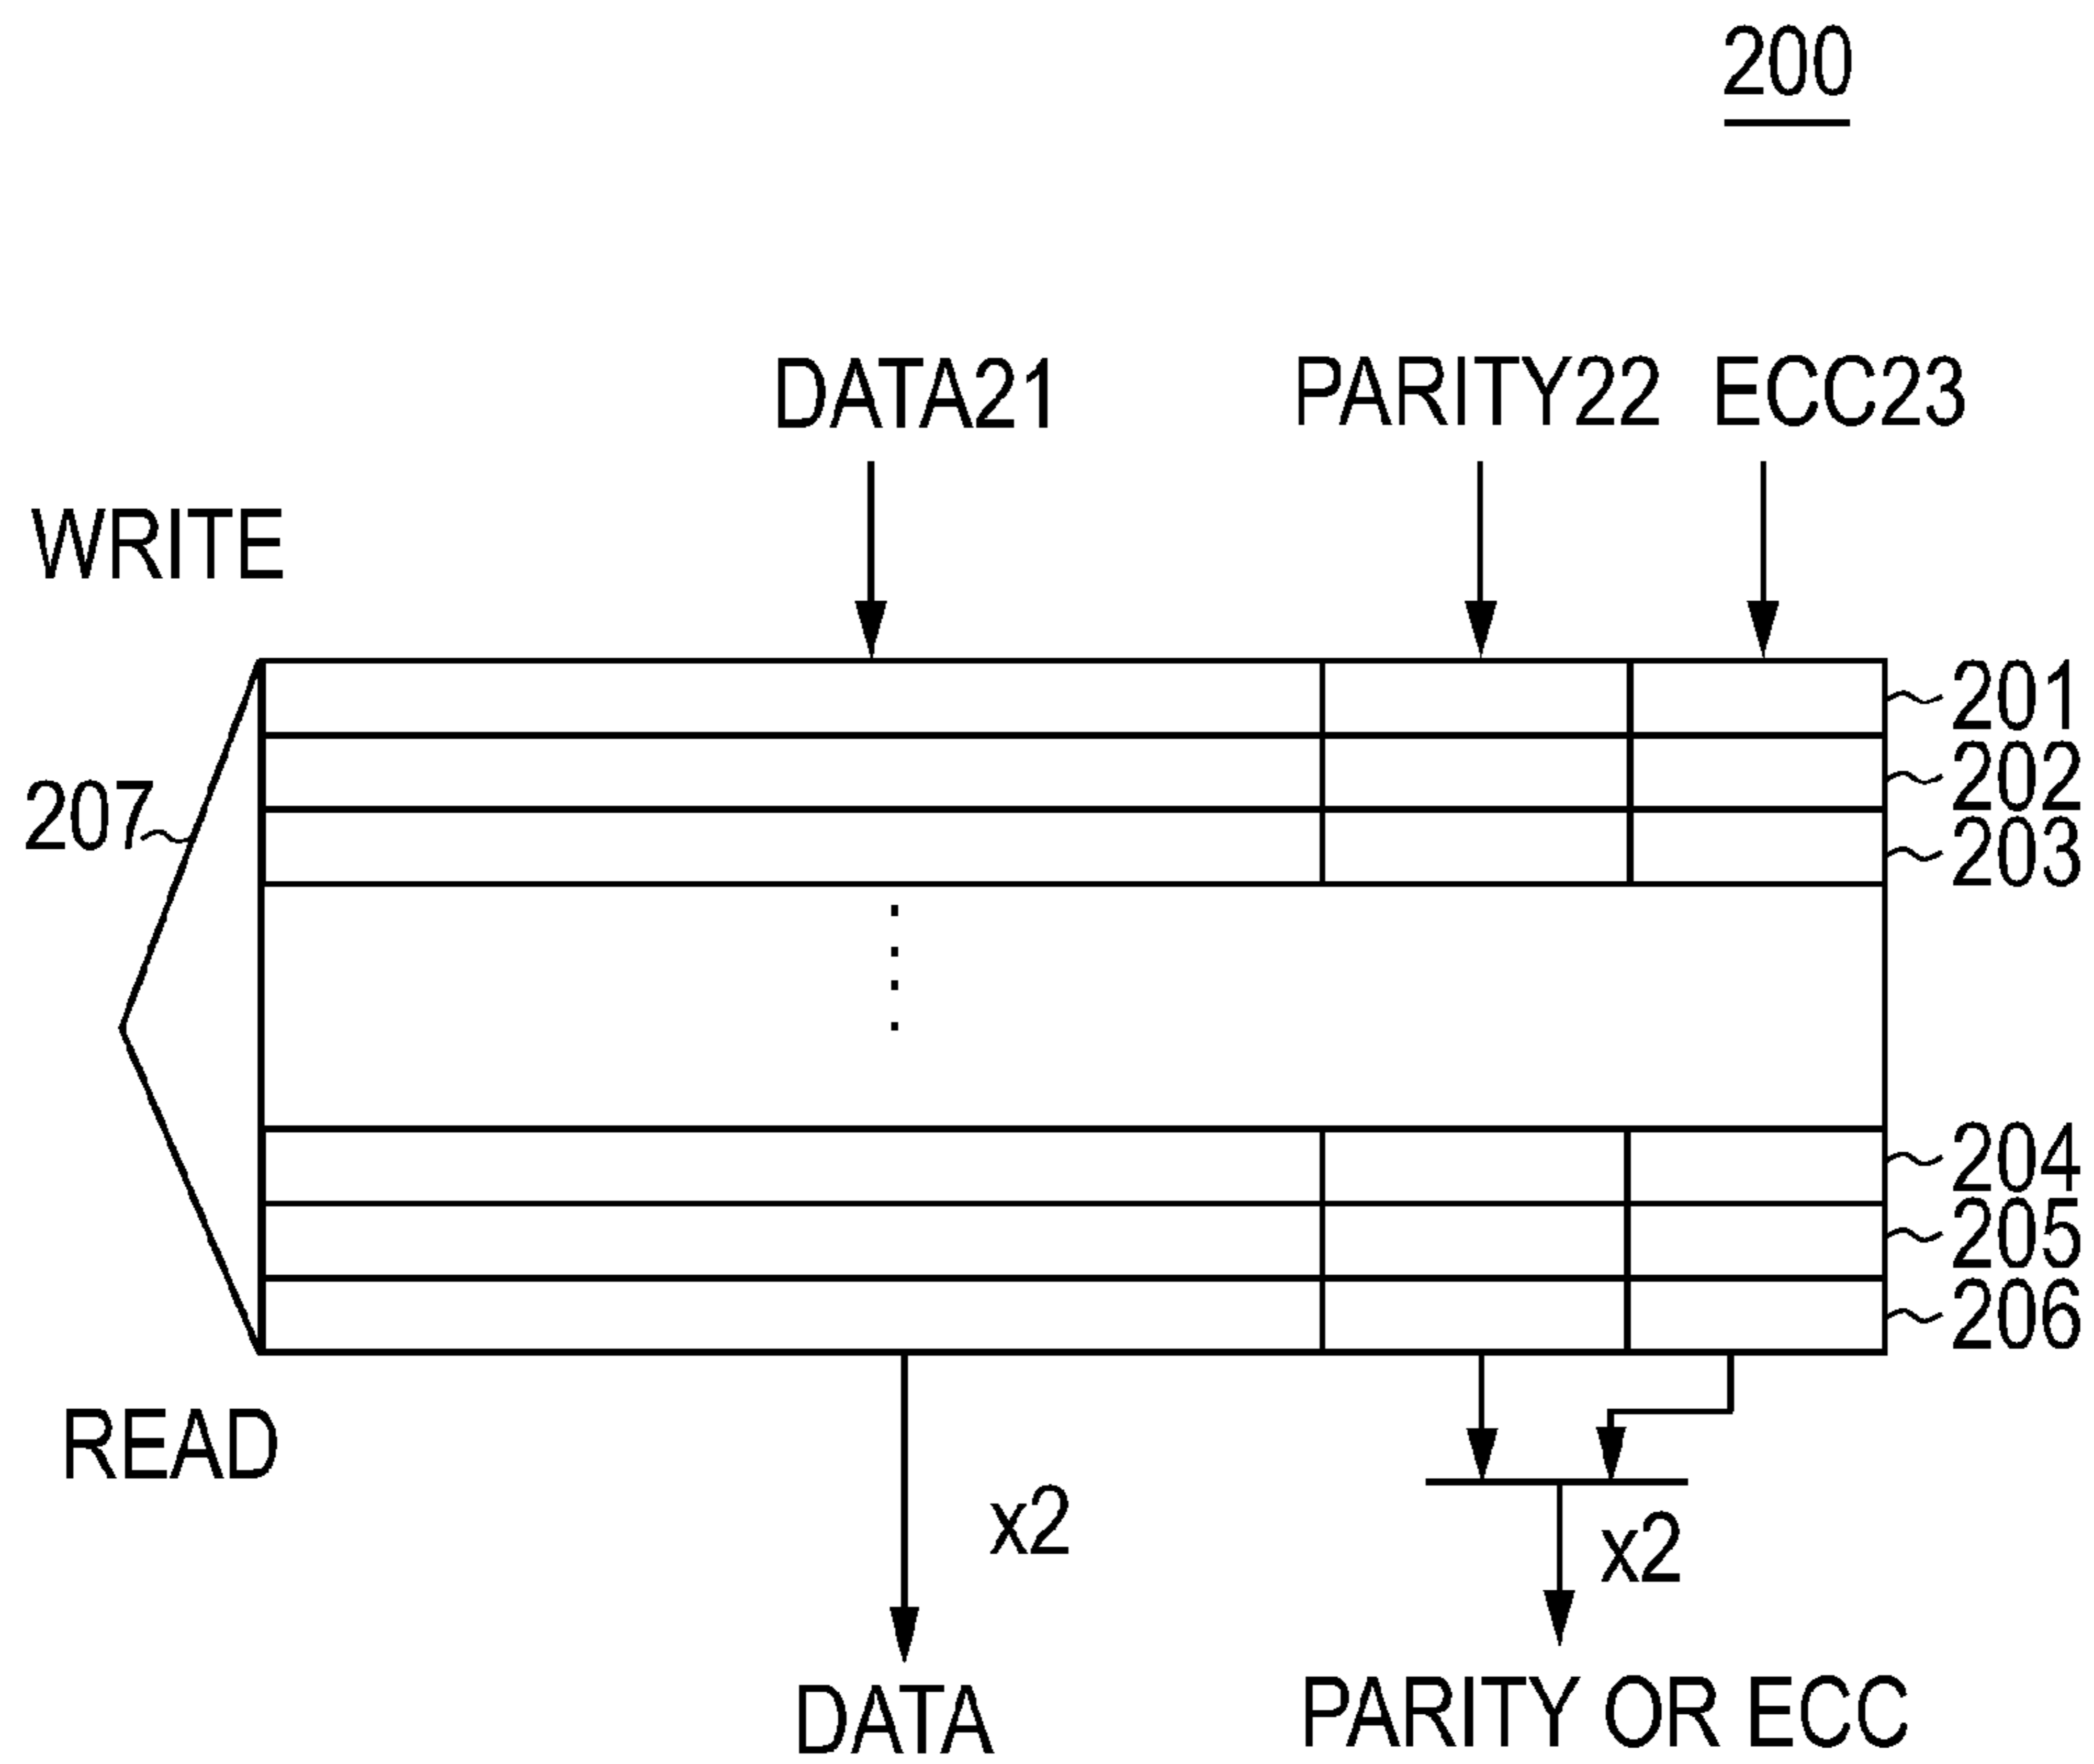 200
DATA21 PARITY22 ECC23
WRITE
201
202
207
203
204
205
206
READ
x2
x2
DATA
PARITY OR ECC